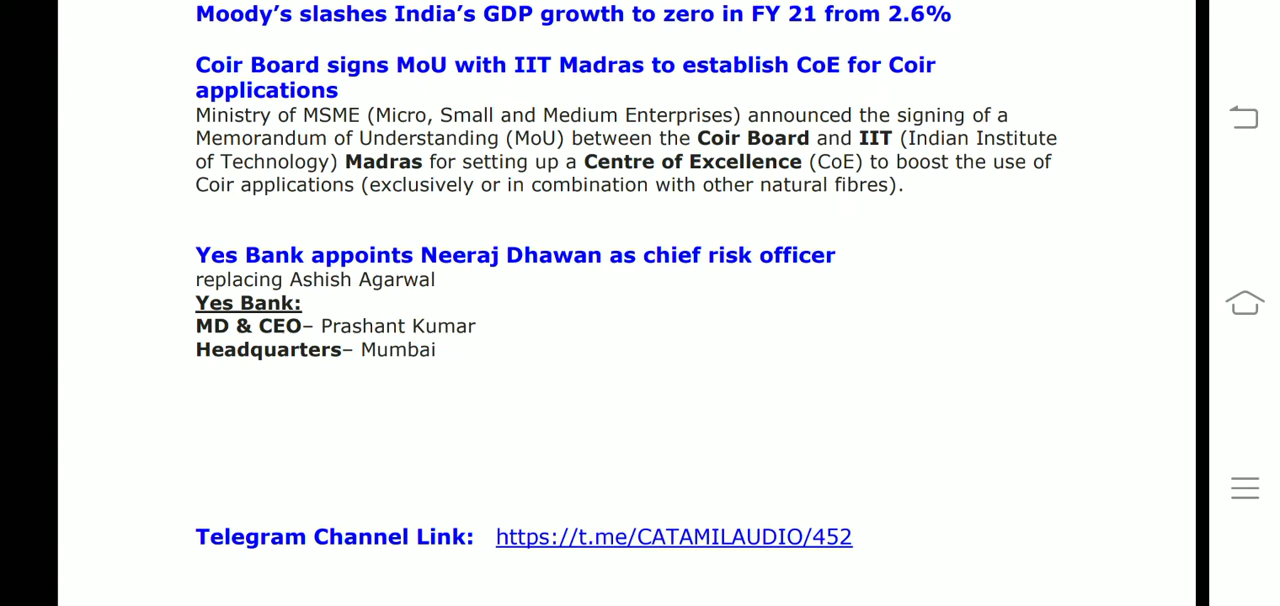 Moody’s slashes India’s GDP growth to zero in FY 21 from 2.6%
Coir Board signs MoU with IIT Madras to establish CoE for Coir
applications
Ministry of MSME (Micro, Small and Medium Enterprises) announced the signing of a
Memorandum of Understanding (MoU) between the Coir Board and IIT (Indian Institute
of Technology) Madras for setting up a Centre of Excellence (CoE) to boost the use of
Coir applications (exclusively or in combination with other natural fibres).
Yes Bank appoints Neeraj Dhawan as chief risk officer
replacing Ashish Agarwal
Yes Bank:
MD & CEO– Prashant Kumar
Headquarters– Mumbai
Telegram Channel Link: https://t.me/CATAMILAUDIO/452